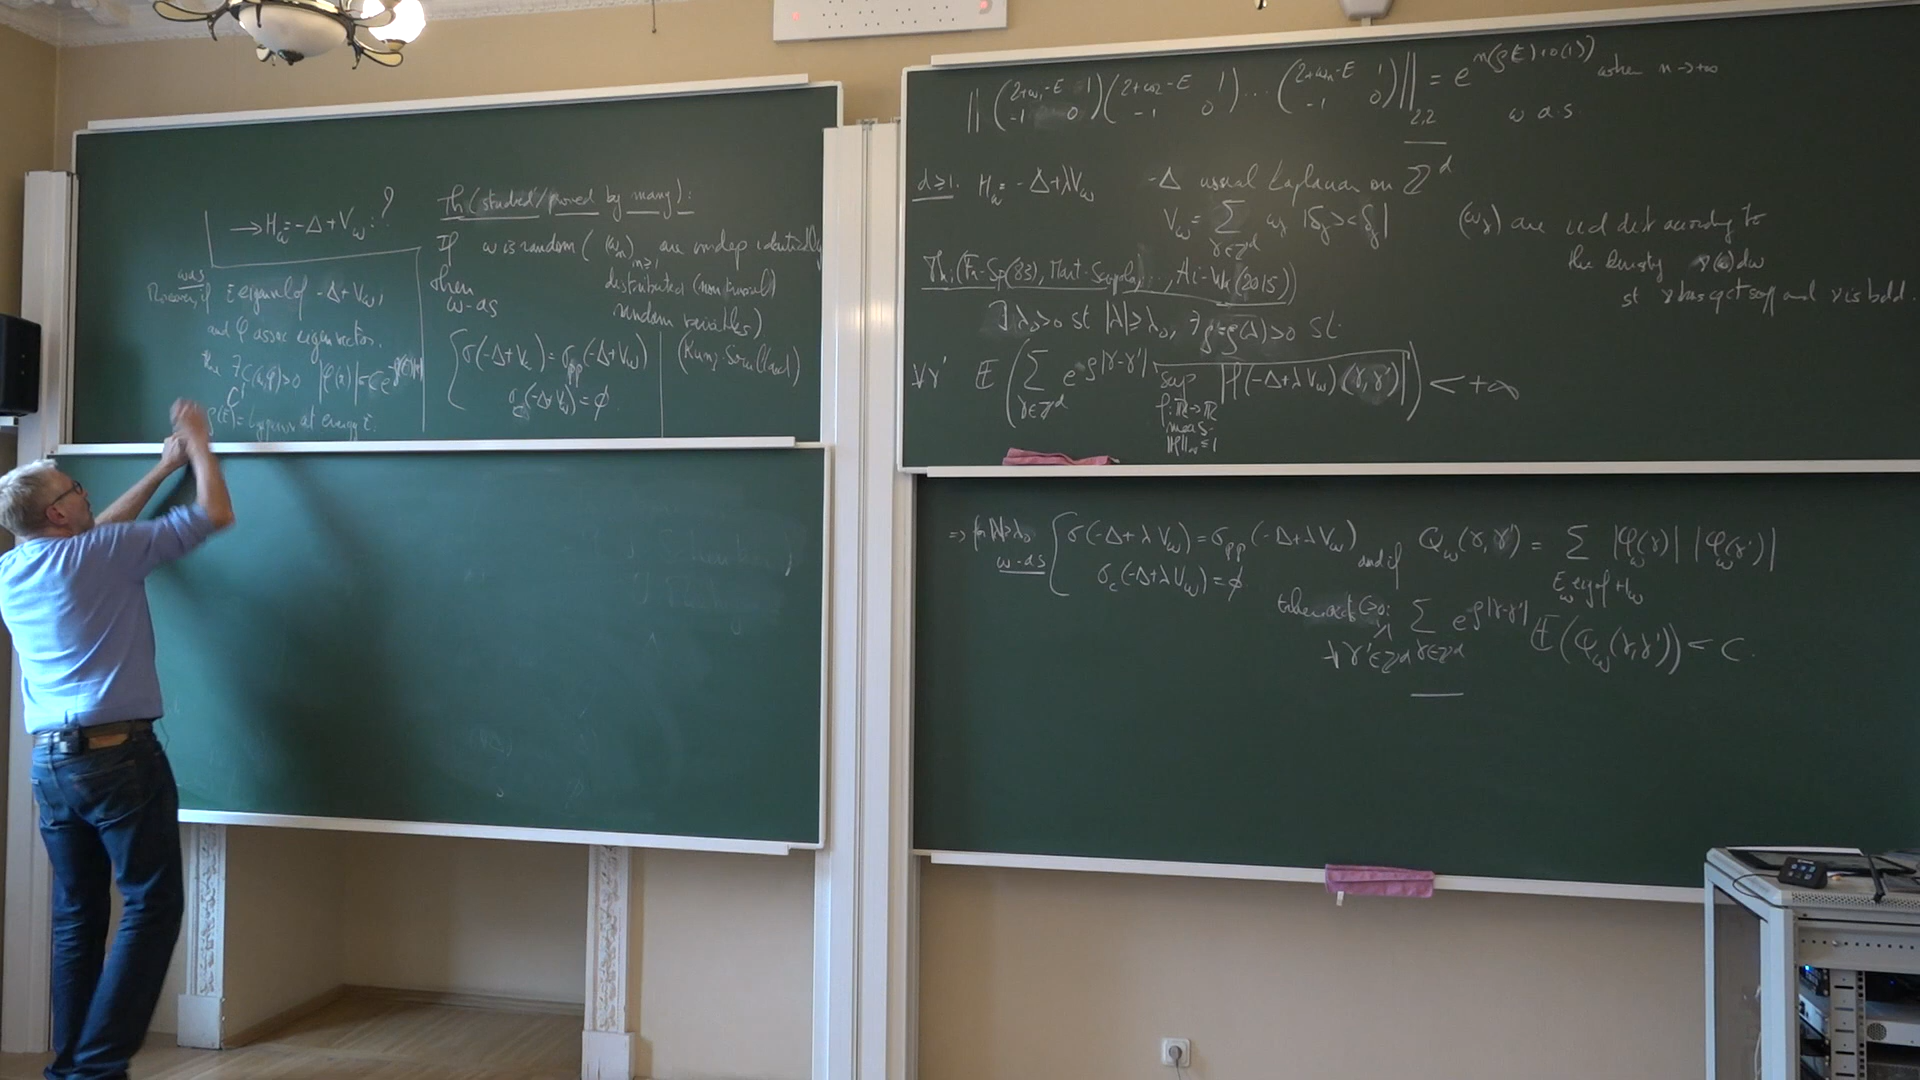 → H_ω = -Δ + V_ω : ?
ω a.s
Moreover, if E eigenval of -Δ + V_ω,
and φ assoc eigenvector.
the ∃ C(ω,φ)>0 |φ(n)| ≤ C e
ρ(E) = Lyapunov at energy E.
Th (studied/proved by many):
If ω is random ( (ω_n)_{n≥1} are indep identically
distributed (non trivial)
random variables)
then
ω-as
{ σ(-Δ+V_ω) = σ_pp(-Δ+V_ω)
σ_c(-Δ+V_ω) = ∅
(Kunz-Souillard)
|| (2+ω_1-E 1 / -1 0) (2+ω_2-E 1 / -1 0) ... (2+ω_n-E 1 / -1 0) ||_{2,2} = e^{n(ρ(E)+o(1))} when n→+∞
ω a.s
d≥1. H_ω = -Δ+λV_ω -Δ usual Laplacian on ℤ^d
V_ω = Σ_{γ∈ℤ^d} ω_γ |δ_γ><δ_γ| (ω_γ) are iid dist according to
the density
st has cpct supp and is bdd.
Th: (Fr-Sp(83), Mart-Scoppola, ..., Ai-Wa(2015))
∃ λ_0>0 st |λ|≥λ_0, ∃ ρ=ρ(λ)>0 st.
∀γ' 𝔼( Σ_{γ∈ℤ^d} e^{ρ|γ-γ'|} sup_{f:ℝ→ℝ meas. ||f||_∞≤1} |f(-Δ+λV_ω)(γ,γ')| ) < +∞
⇒ for |λ|≥λ_0 ω-as { σ(-Δ+λV_ω) = σ_pp(-Δ+λV_ω)
σ_c(-Δ+λV_ω) = ∅
and if Q_ω(γ,γ') = Σ_{E_ω eig of H_ω} |φ_ω(γ)| |φ_ω(γ')|
C>0: Σ_{γ∈ℤ^d} e^{ρ|γ-γ'|} 𝔼(Q_ω(γ,γ')) < C.
∀γ'∈ℤ^d